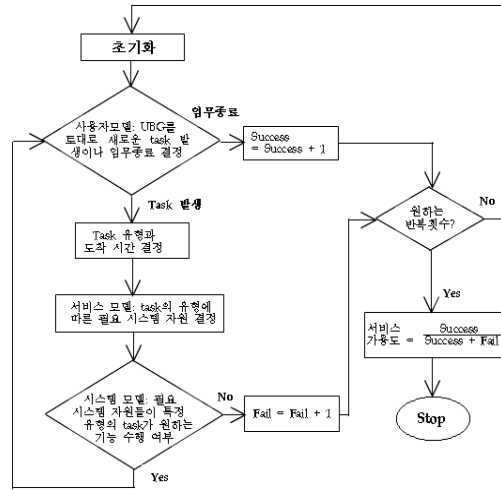 초기화
사용자모델: UBG를
토대로 새로운 task 발
생이나 업무종료 결정
업무종료
Success
= Success + 1
Task 발생
Task 유형과
도착 시간 결정
원하는
반복횟수?
No
Yes
서비스 모델: task의 유형에
따른 필요 시스템 자원 결정
서비스
가용도 = Success
Success + Fail
시스템 모델: 필요
시스템 자원들이 특정
유형의 task가 원하는
기능 수행 여부
No
Fail = Fail + 1
Yes
Stop